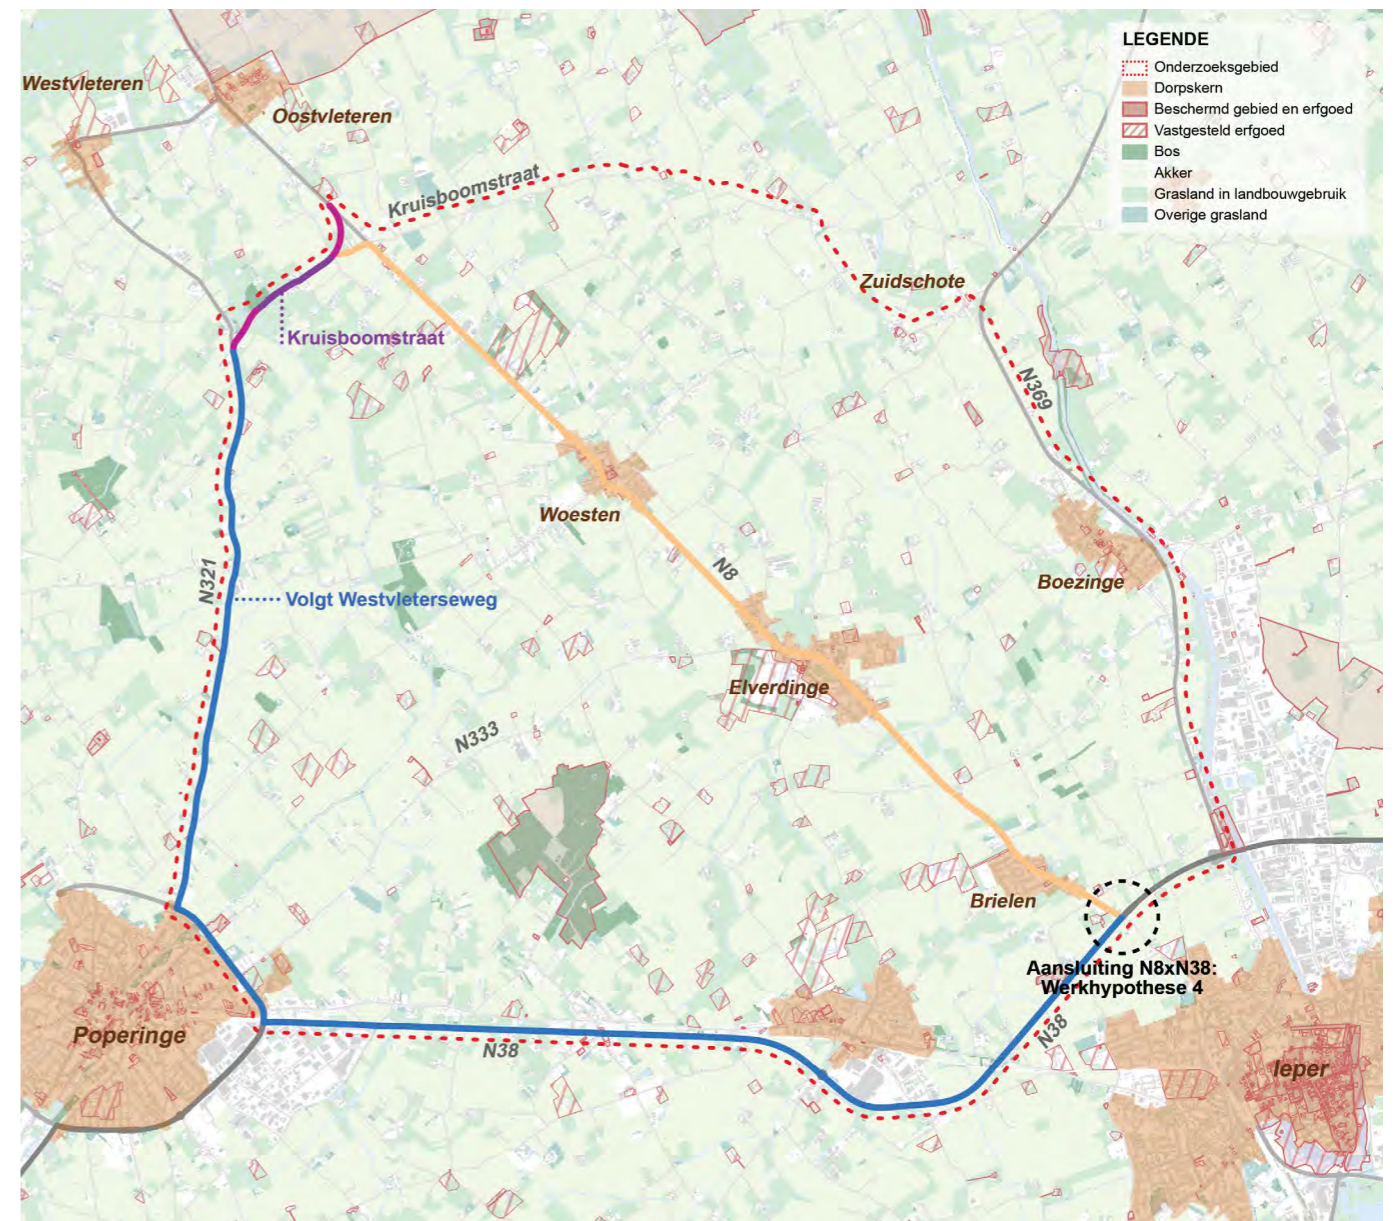 LEGENDE
Onderzoeksgebied
Dorpskern
Beschermd gebied en erfgoed
Vastgesteld erfgoed
Bos
Akker
Grasland in landbouwgebruik
Overige grasland
Westvleteren
Oostvleteren
Kruisboomstraat
Zuidschote
Kruisboomstraat
N369
Woesten
N8
Boezinge
N321
Volgt Westvleterseweg
Elverdinge
N333
Brielen
Aansluiting N8xN38:
Werkhypothese 4
Poperinge
N38
N38
Ieper